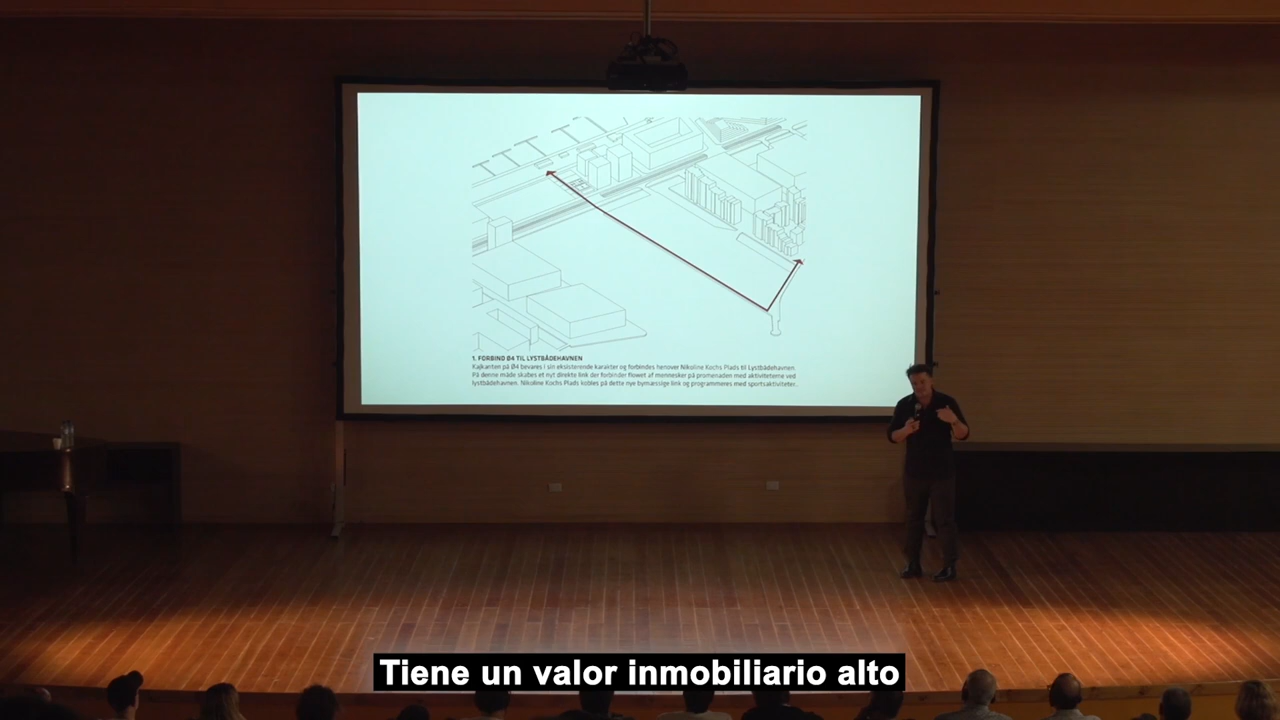 1. FORBIND Ø4 TIL LYSTBÅDEHAVNEN
Kajkanten på Ø4 bevares i sin eksisterende karakter og forbindes henover Nikoline Kochs Plads til Lystbådehavnen.
På denne måde skabes et nyt direkte link der forbinder flowet af mennesker på promenaden med aktiviteterne ved
lystbådehavnen. Nikoline Kochs Plads kobles på dette nye bymæssige link og programmeres med sportsaktiviteter.
Tiene un valor inmobiliario alto